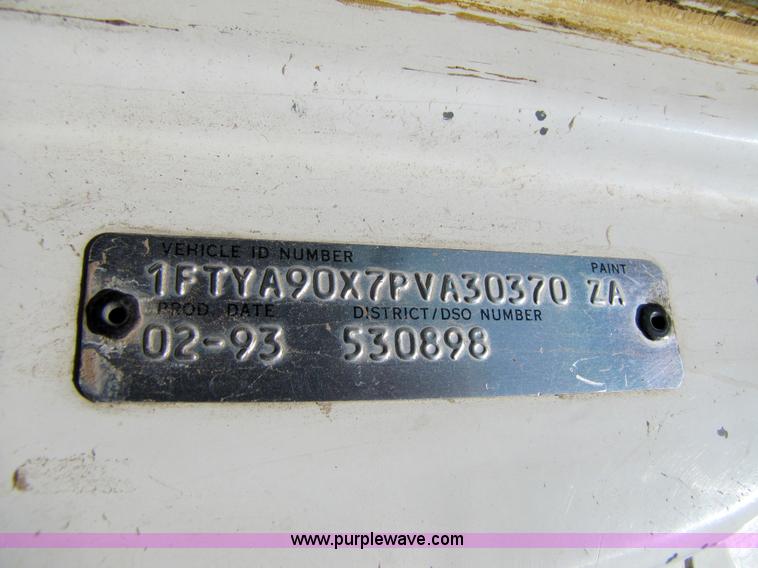 VEHICLE ID NUMBER PAINT
1FTYA90X7PVA30370 ZA
PROD. DATE DISTRICT/DSO NUMBER
02-93 530898
www.purplewave.com